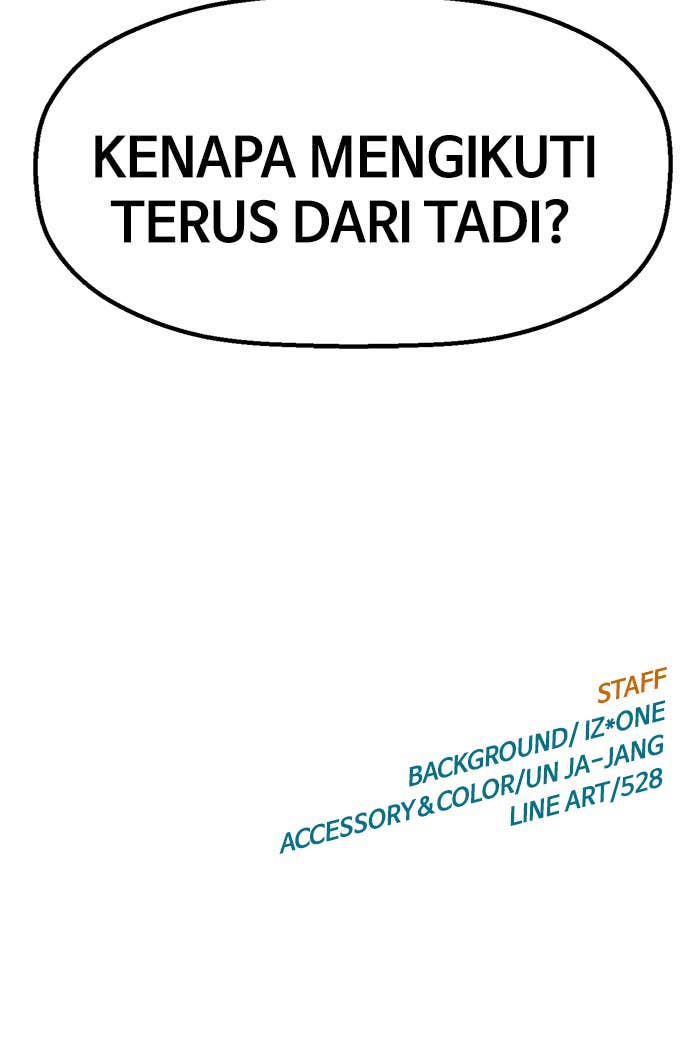 KENAPA MENGIKUTI
TERUS DARI TADI?
STAFF
BACKGROUND/ IZ*ONE
ACCESSORY&COLOR/UN JA-JANG
LINE ART/528